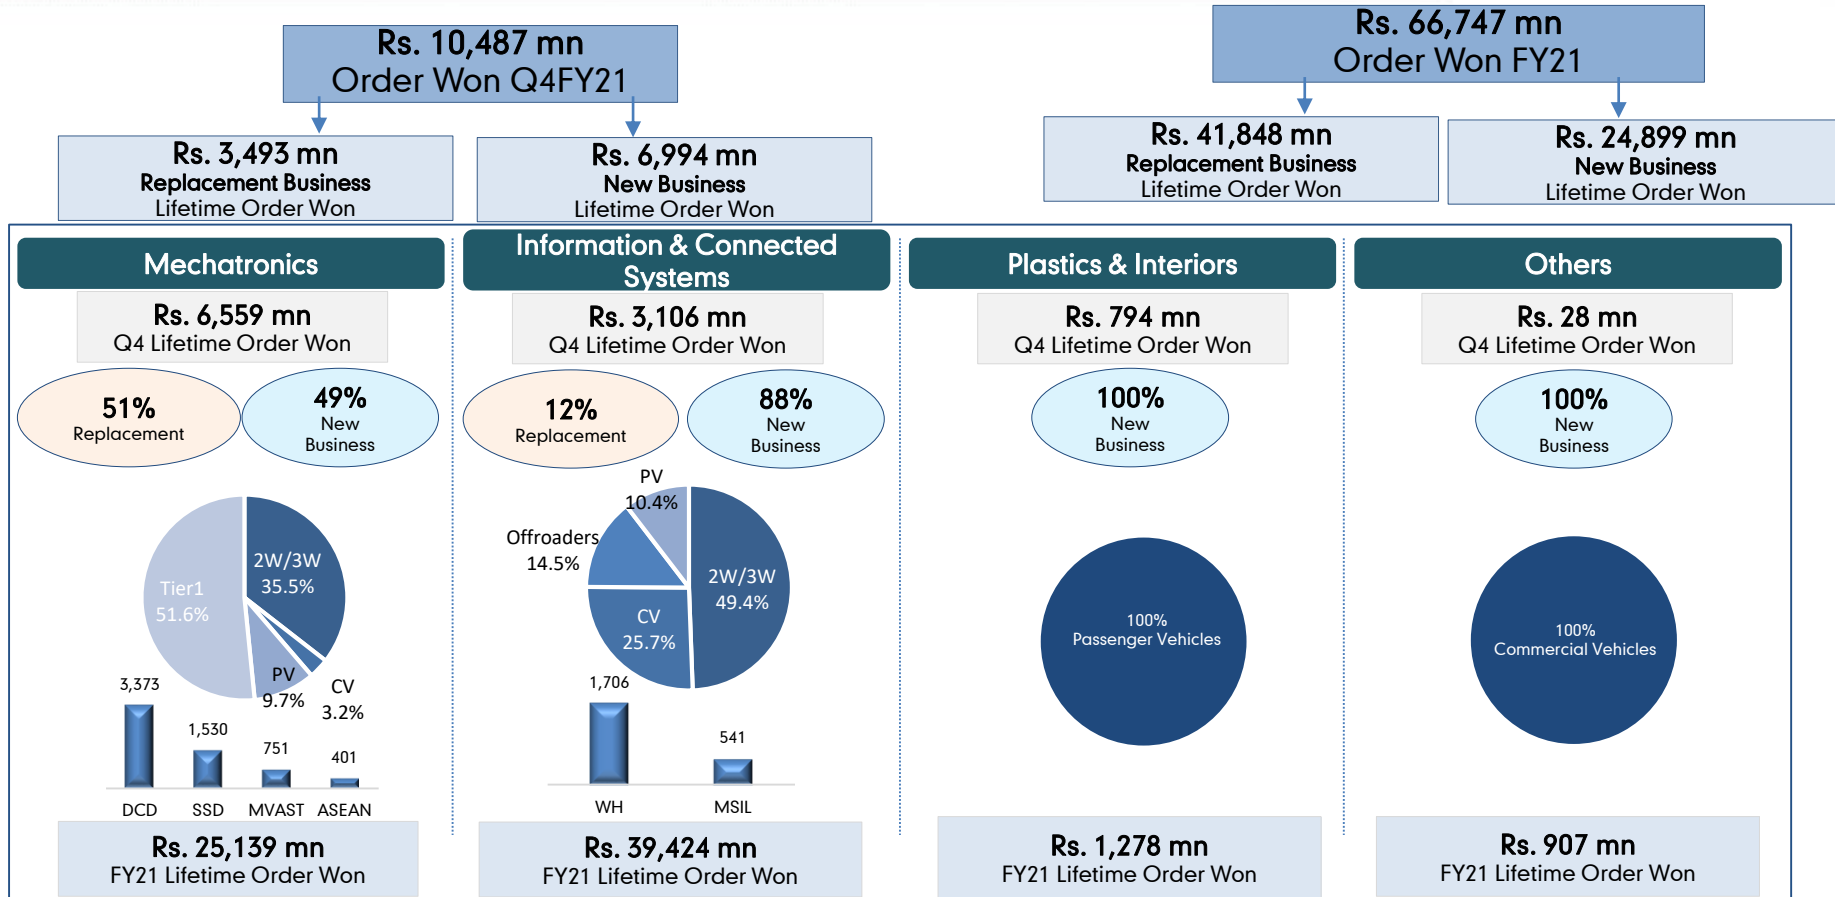 Rs. 10,487 mn
Order Won Q4FY21
Rs. 66,747 mn
Order Won FY21
Rs. 3,493 mn
Replacement Business
Lifetime Order Won
Rs. 6,994 mn
New Business
Lifetime Order Won
Rs. 41,848 mn
Replacement Business
Lifetime Order Won
Rs. 24,899 mn
New Business
Lifetime Order Won
Mechatronics
Rs. 6,559 mn
Q4 Lifetime Order Won
51%
Replacement
49%
New
Business
2W/3W
35.5%
Tier1
51.6%
PV
9.7%
CV
3.2%
3,373
1,530
751
401
DCD
SSD
MVAST
ASEAN
Rs. 25,139 mn
FY21 Lifetime Order Won
Information & Connected
Systems
Rs. 3,106 mn
Q4 Lifetime Order Won
12%
Replacement
88%
New
Business
PV
10.4%
Offroaders
14.5%
2W/3W
49.4%
CV
25.7%
1,706
541
WH
MSIL
Rs. 39,424 mn
FY21 Lifetime Order Won
Plastics & Interiors
Rs. 794 mn
Q4 Lifetime Order Won
100%
New
Business
100%
Passenger Vehicles
Rs. 1,278 mn
FY21 Lifetime Order Won
Others
Rs. 28 mn
Q4 Lifetime Order Won
100%
New
Business
100%
Commercial Vehicles
Rs. 907 mn
FY21 Lifetime Order Won